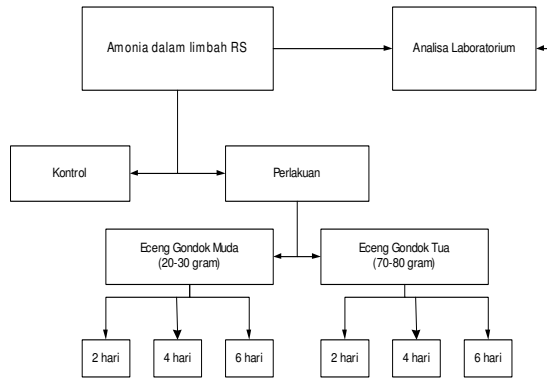 Amonia dalam limbah RS
Analisa Laboratorium
Kontrol
Perlakuan
Eceng Gondok Muda
(20-30 gram)
Eceng Gondok Tua
(70-80 gram)
2 hari
4 hari
6 hari
2 hari
4 hari
6 hari